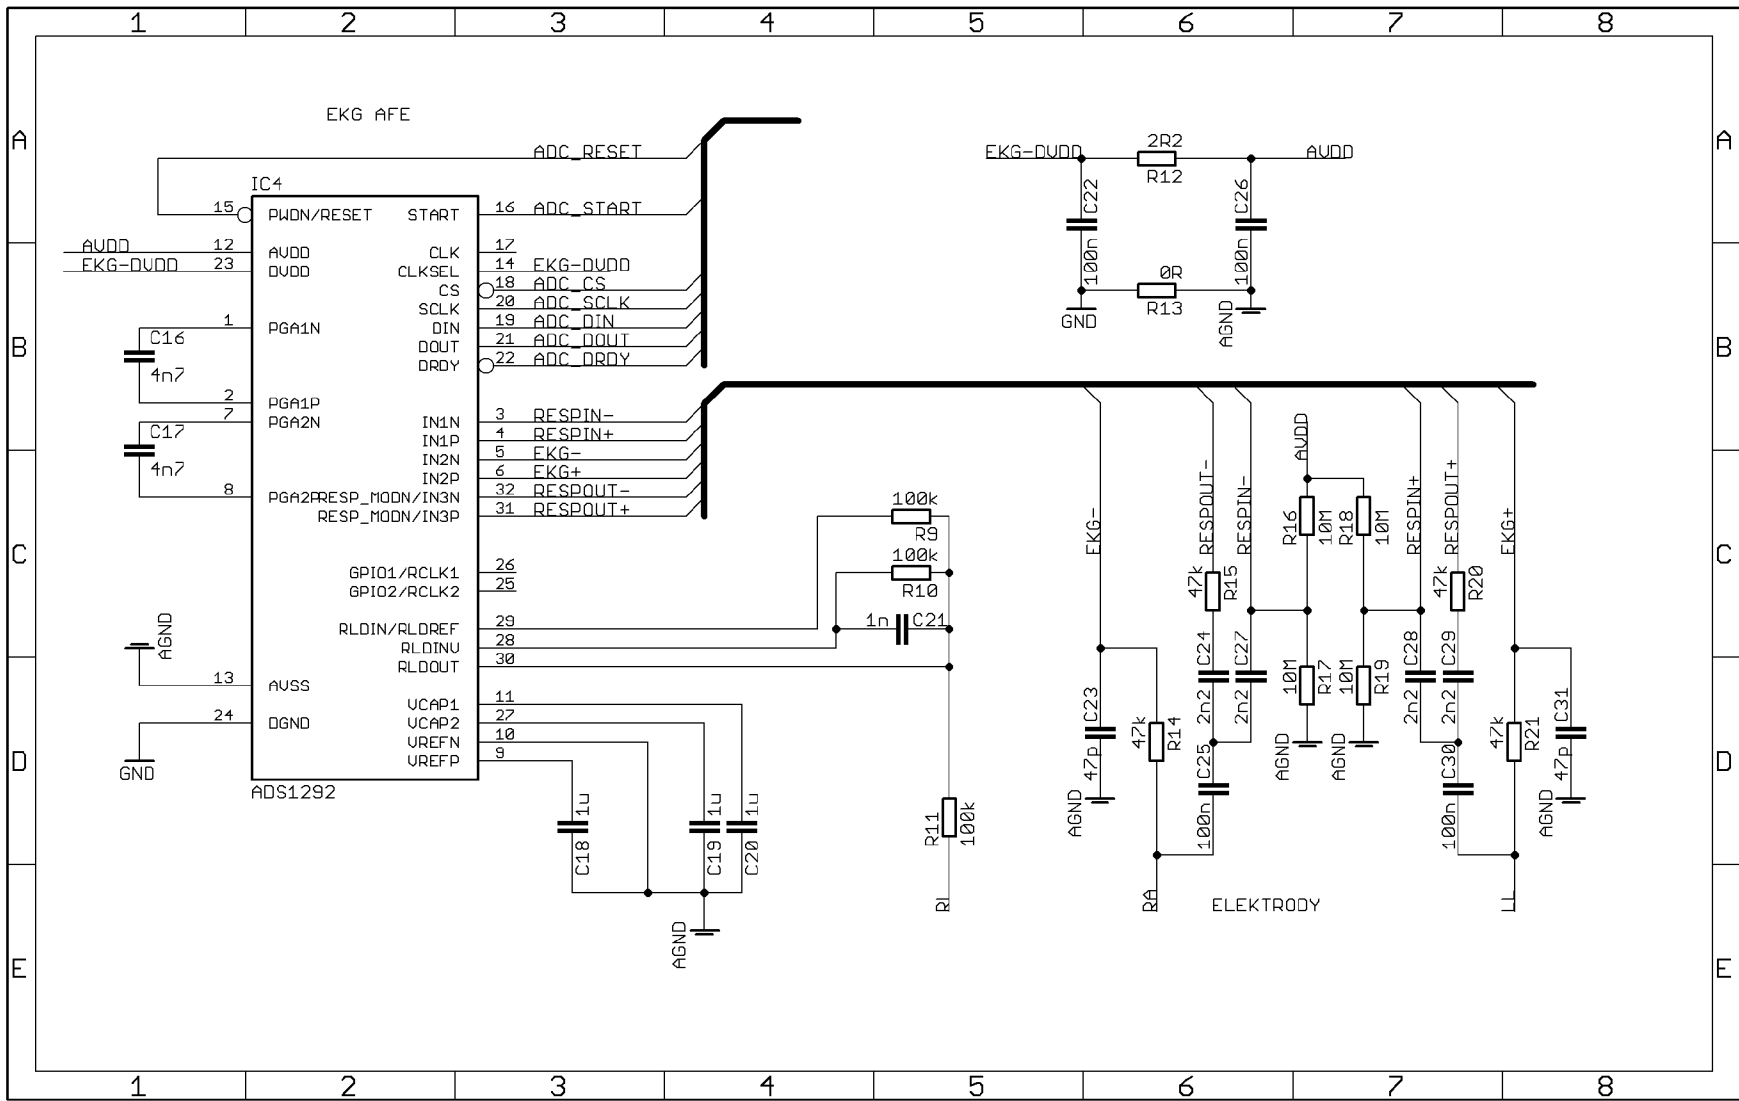 1 2 3 4 5 6 7 8
A A
EKG AFE
ADC_RESET
IC4
15 PWDN/RESET START 16 ADC_START
AVDD 12 AVDD CLK 17
EKG-DVDD 23 DVDD CLKSEL 14 EKG-DVDD
CS 18 ADC_CS
SCLK 20 ADC_SCLK
1 PGA1N DIN 19 ADC_DIN
DOUT 21 ADC_DOUT
DRDY 22 ADC_DRDY
C16
4n7
2 PGA1P
7 PGA2N IN1N 3 RESPIN-
IN1P 4 RESPIN+
C17
4n7
IN2N 5 EKG-
IN2P 6 EKG+
8 PGA2P RESP_MODN/IN3N 32 RESPOUT-
RESP_MODN/IN3P 31 RESPOUT+
GPIO1/RCLK1 26
GPIO2/RCLK2 25
RLDIN/RLDREF 29
RLDINV 28
RLDOUT 30
AGND
13 AVSS
VCAP1 11
24 DGND VCAP2 27
VREFN 10
VREFP 9
GND
ADS1292
1u C18
1u C19
1u C20
AGND
100k
R9
100k
R10
1n C21
R11 100k
RL
EKG-DVDD 2R2 AVDD
R12
C22 100n
C26 100n
0R
R13
GND
AGND
B B
EKG-
RESPOUT-
RESPIN-
AVDD
RESPIN+
RESPOUT+
EKG+
R16 10M
R18 10M
47k R15
47k R20
C24 2n2
C27 2n2
10M R17
10M R19
C28 2n2
C29 2n2
C23 47p
47k R14
C25 100n
AGND
AGND
C30 100n
47k R21
C31 47p
AGND
AGND
RA
ELEKTRODY
LL
C C
D D
E E
1 2 3 4 5 6 7 8